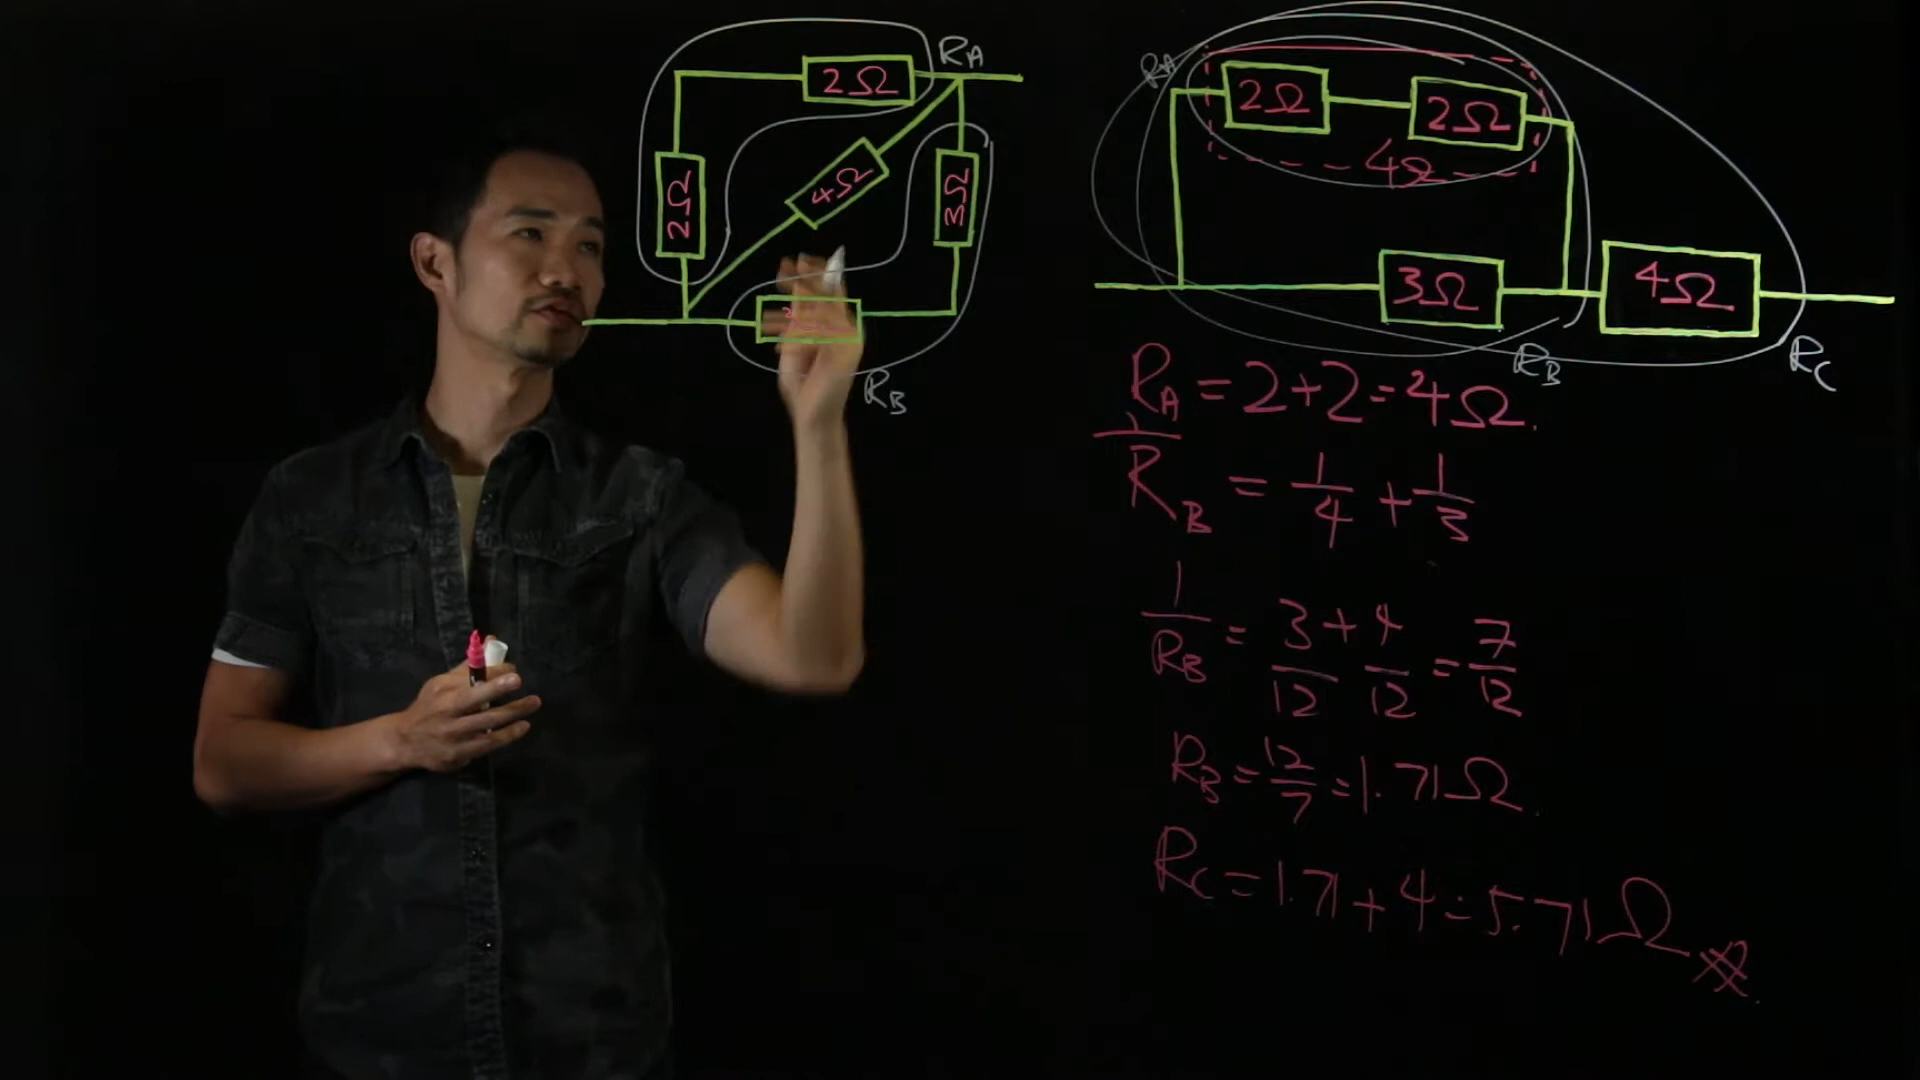 2Ω
RA
2Ω
4Ω
3Ω
RB
RA
2Ω
2Ω
4Ω
3Ω
4Ω
RB
RC
RA = 2+2=4Ω.
1/RB = 1/4 + 1/3
1/RB = 3/12 + 4/12 = 7/12
RB = 12/7 = 1.71Ω.
RC = 1.71 + 4 = 5.71Ω